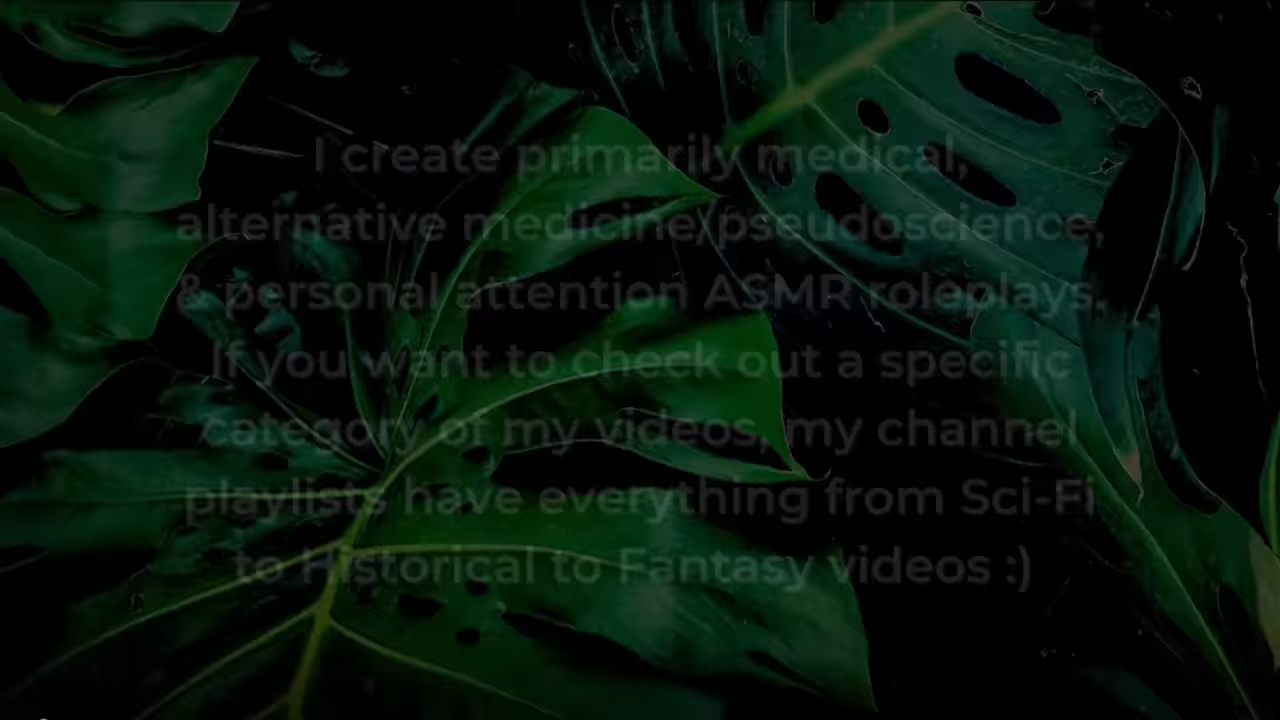 I create primarily medical,
alternative medicine/pseudoscience,
& personal attention ASMR roleplays.
If you want to check out a specific
category of my videos, my channel
playlists have everything from Sci-Fi
to Historical to Fantasy videos :)